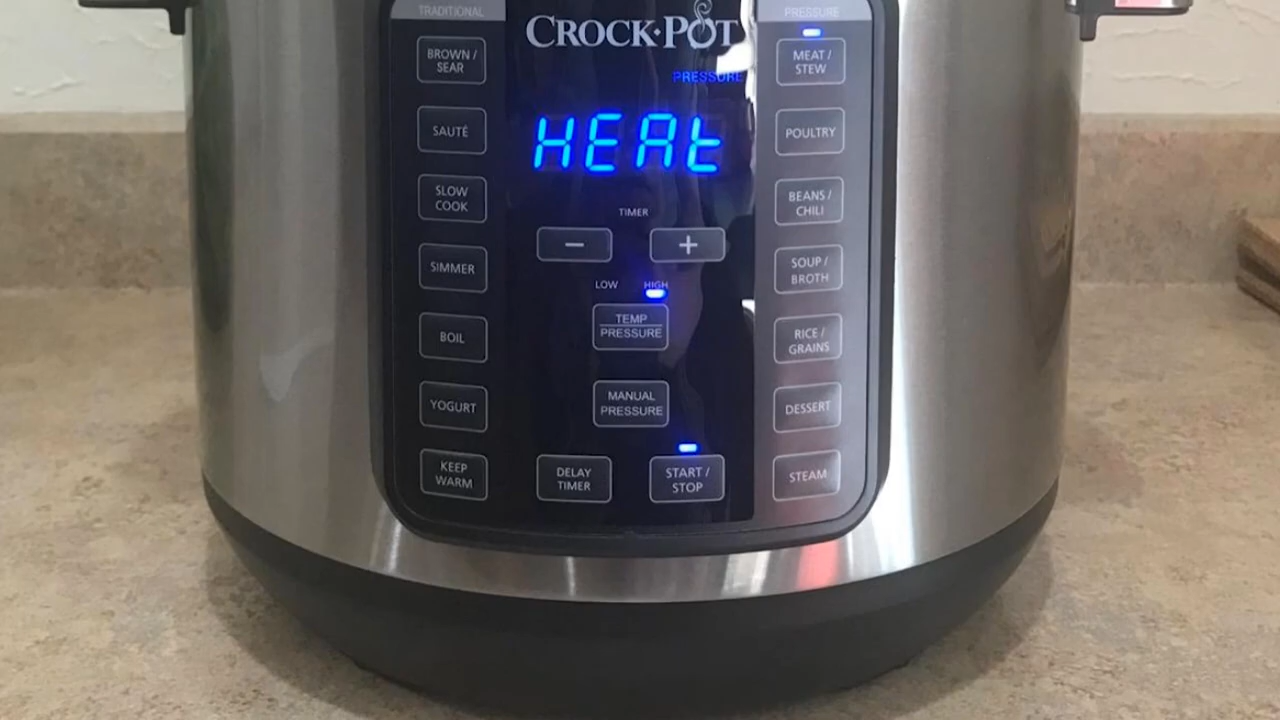 TRADITIONAL
BROWN /
SEAR
SAUTÉ
SLOW
COOK
SIMMER
BOIL
YOGURT
KEEP
WARM
CROCK·POT
PRESSURE
HEAt
TIMER
−
+
LOW HIGH
TEMP
PRESSURE
MANUAL
PRESSURE
DELAY
TIMER
START /
STOP
PRESSURE
MEAT /
STEW
POULTRY
BEANS /
CHILI
SOUP /
BROTH
RICE /
GRAINS
DESSERT
STEAM